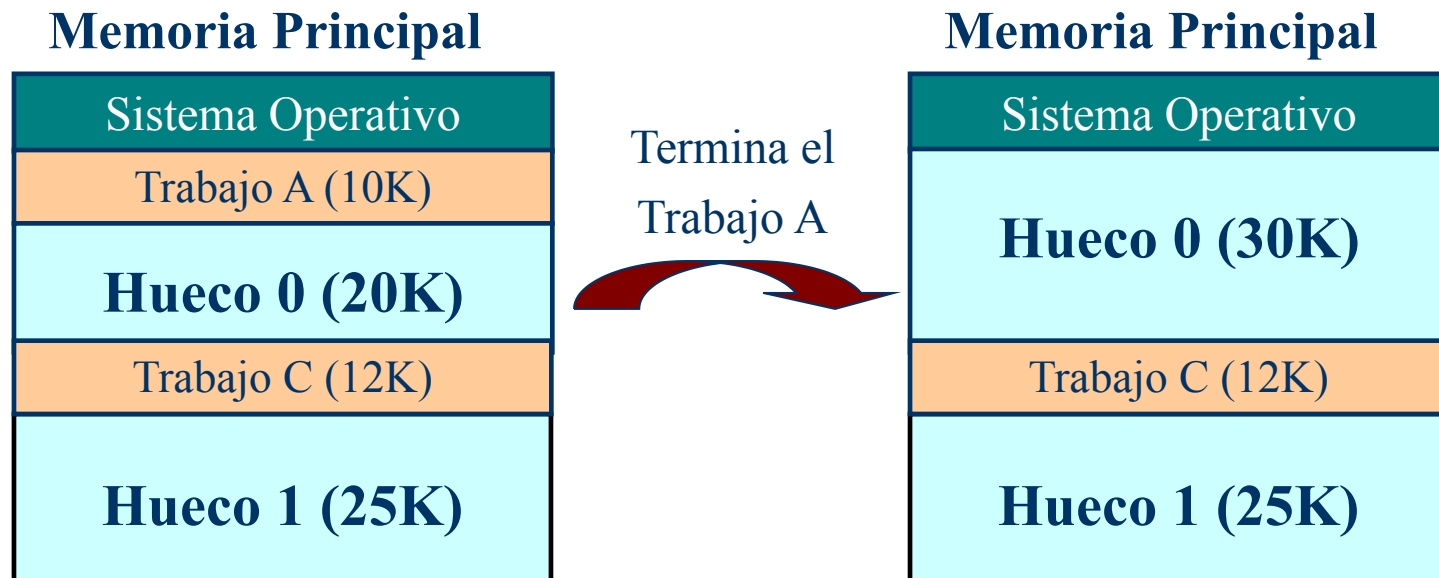 Memoria Principal
Sistema Operativo
Trabajo A (10K)
Hueco 0 (20K)
Trabajo C (12K)
Hueco 1 (25K)
Termina el
Trabajo A
Memoria Principal
Sistema Operativo
Hueco 0 (30K)
Trabajo C (12K)
Hueco 1 (25K)